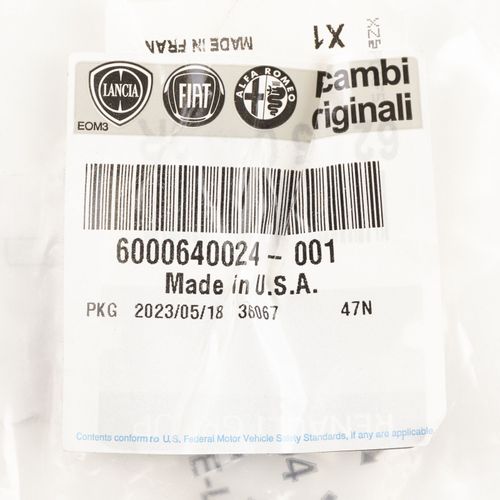 MADE IN FRAN
X1
LANCIA
FIAT
ALFA ROMEO
cambi
riginali
EOM3
6000640024-001
Made in U.S.A.
PKG 2023/05/18 36067 47N
Contents conform to U.S. Federal Motor Vehicle Safety Standards, if any are applicable